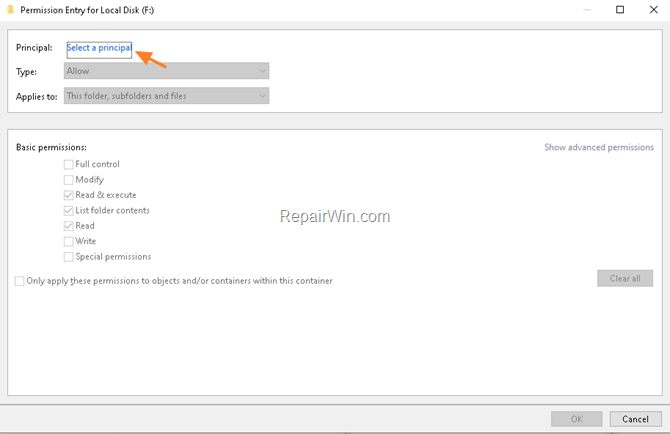 Permission Entry for Local Disk (F:)
Principal: Select a principal
Type: Allow
Applies to: This folder, subfolders and files
Basic permissions: Show advanced permissions
Full control
Modify
Read & execute
List folder contents
Read
Write
Special permissions
RepairWin.com
Only apply these permissions to objects and/or containers within this container
Clear all
OK Cancel